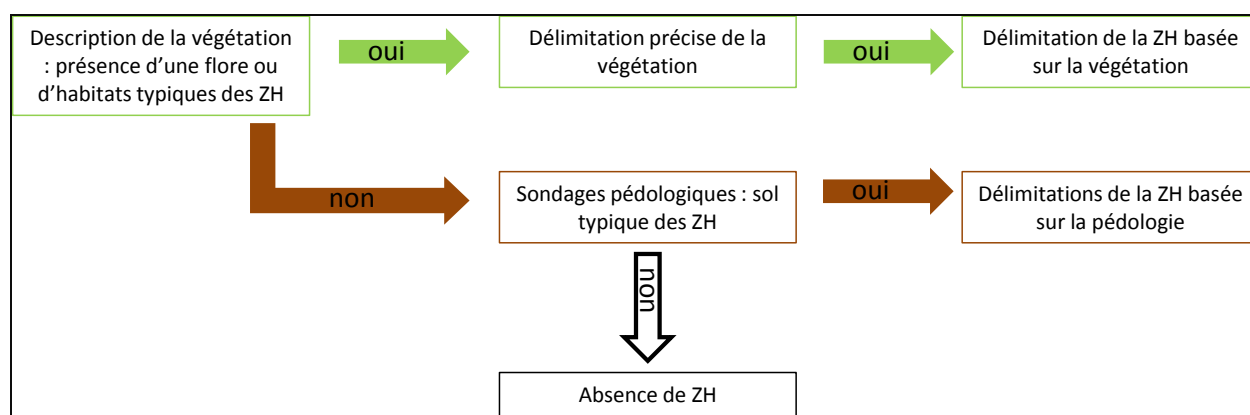 Description de la végétation
: présence d'une flore ou
d'habitats typiques des ZH
oui
Délimitation précise de la
végétation
oui
Délimitation de la ZH basée
sur la végétation
non
Sondages pédologiques : sol
typique des ZH
oui
Délimitations de la ZH basée
sur la pédologie
non
Absence de ZH